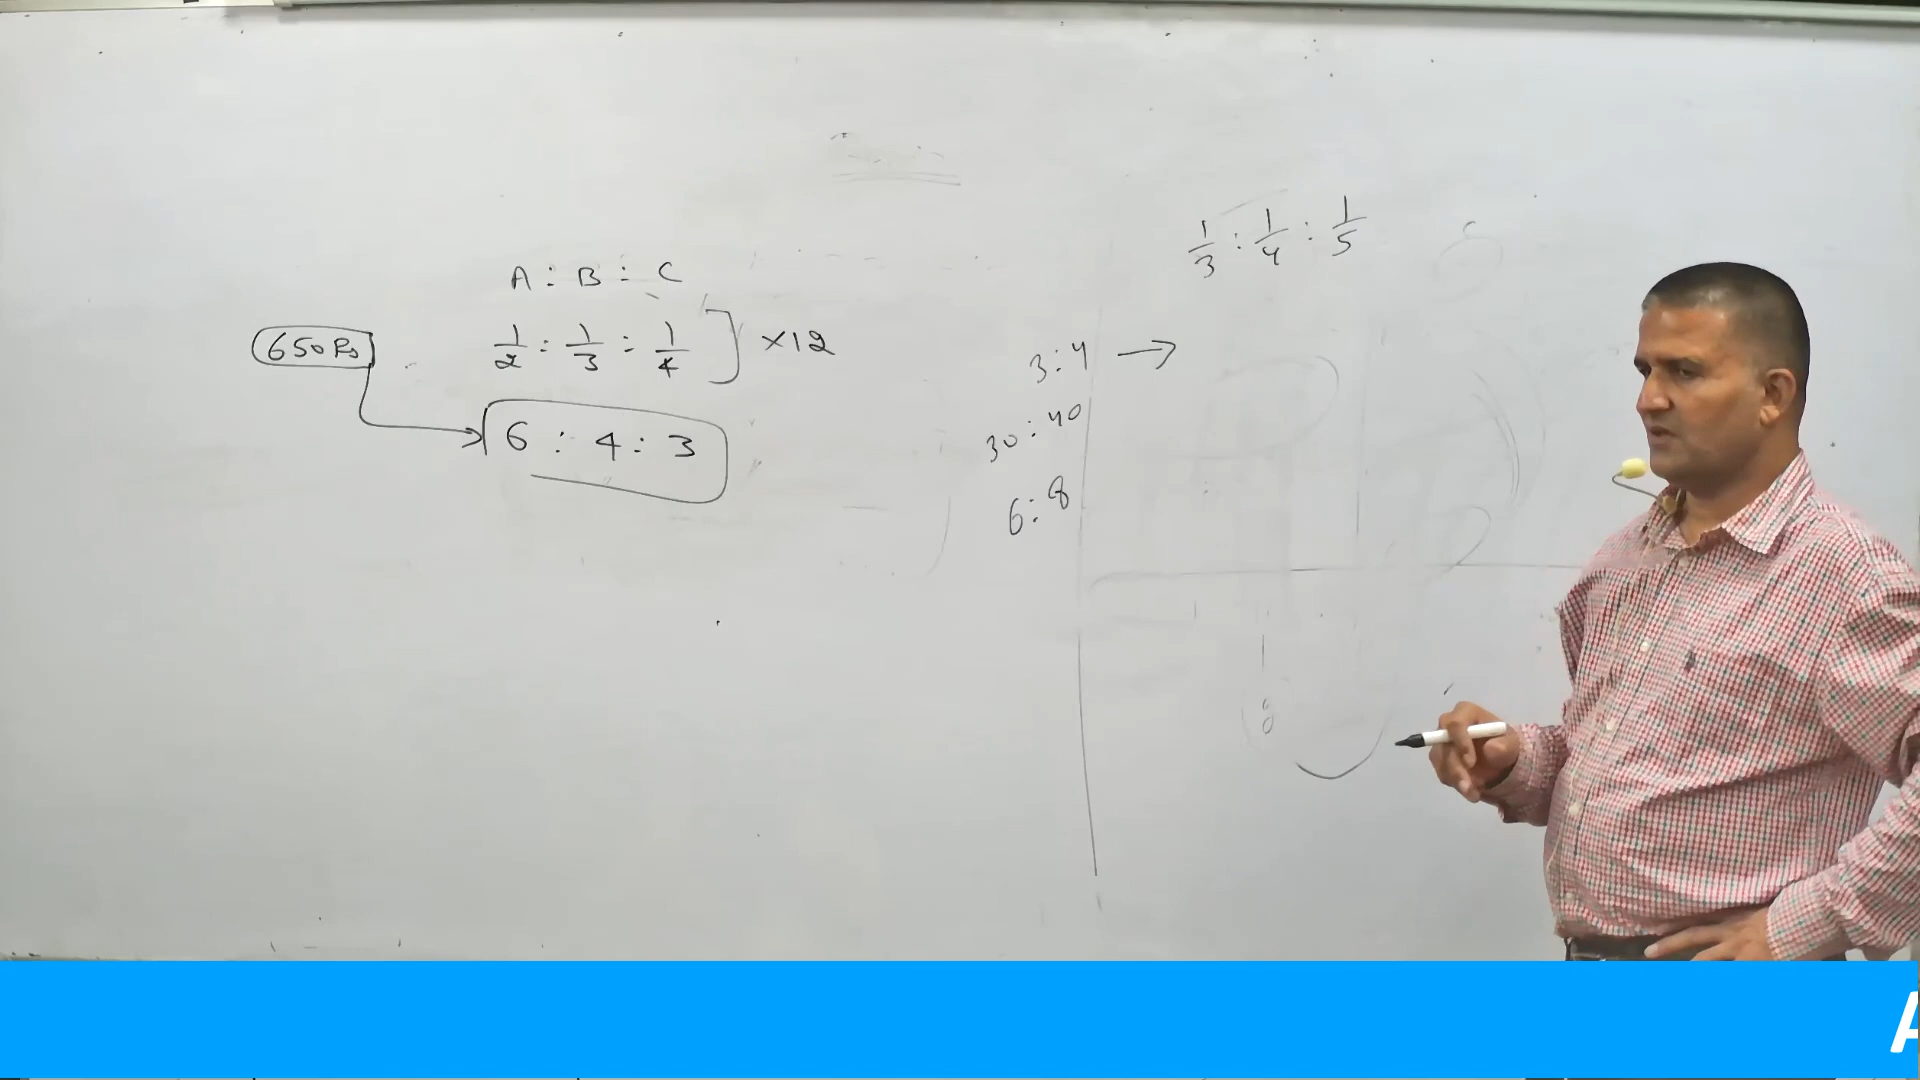 A : B : C
650 Rs
1/2 : 1/3 : 1/4 ] ×12
6 : 4 : 3
1/3 : 1/4 : 1/5
3 : 4 →
30 : 40
6 : 8
A